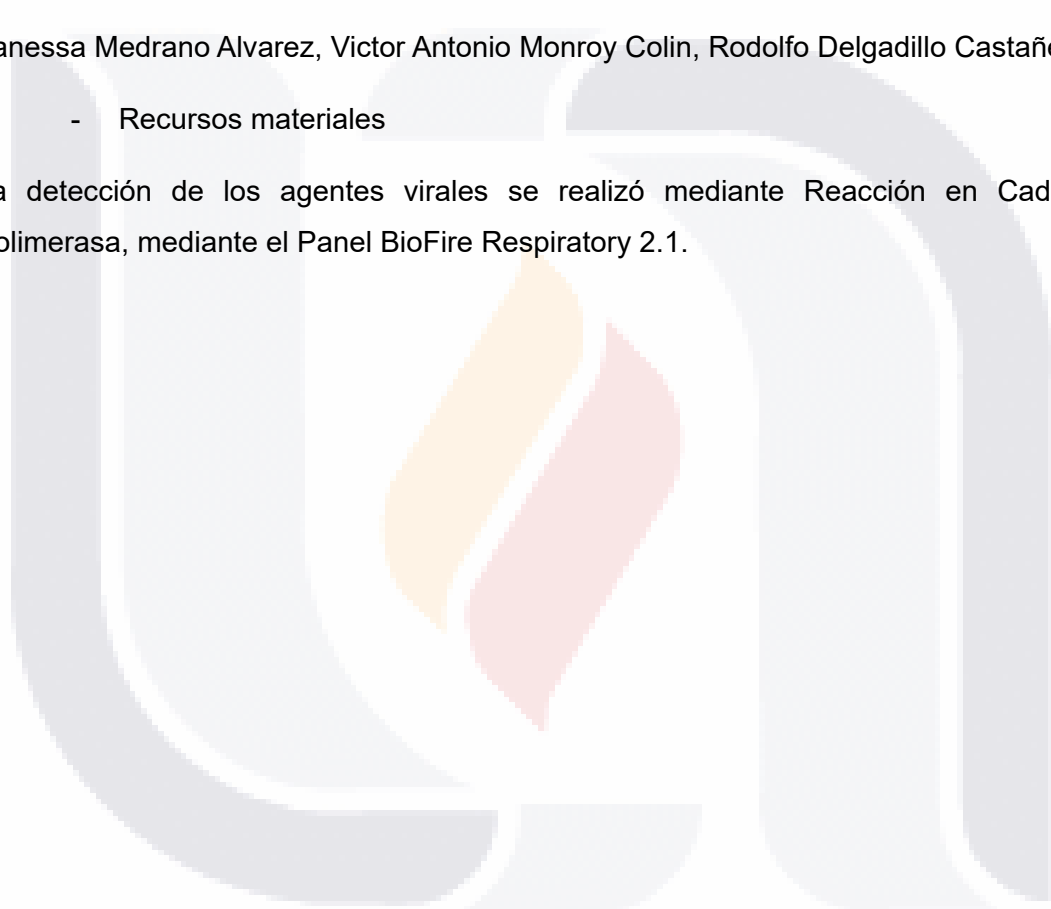 anessa Medrano Alvarez, Victor Antonio Monroy Colin, Rodolfo Delgadillo Castañe
- Recursos materiales
a detección de los agentes virales se realizó mediante Reacción en Cad
olimerasa, mediante el Panel BioFire Respiratory 2.1.